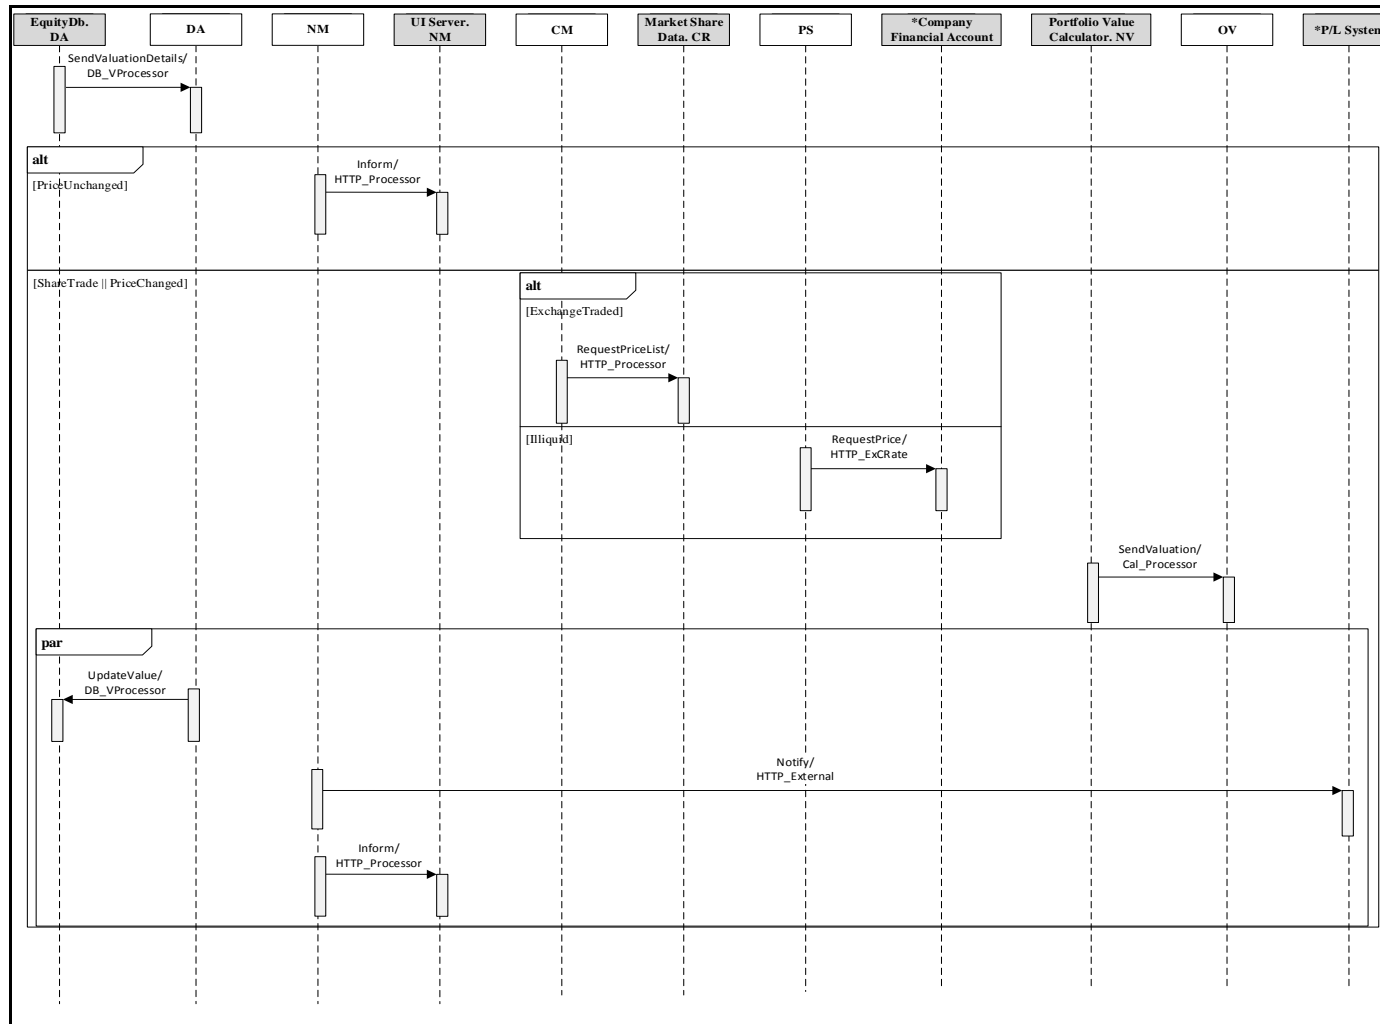 EquityDb.
DA
DA
NM
UI Server.
NM
CM
Market Share
Data. CR
PS
*Company
Financial Account
Portfolio Value
Calculator. NV
OV
*P/L System
SendValuationDetails/
DB_VProcessor
alt
[PriceUnchanged]
Inform/
HTTP_Processor
[ShareTrade || PriceChanged]
alt
[ExchangeTraded]
RequestPriceList/
HTTP_Processor
[Illiquid]
RequestPrice/
HTTP_ExCRate
SendValuation/
Cal_Processor
par
UpdateValue/
DB_VProcessor
Notify/
HTTP_External
Inform/
HTTP_Processor